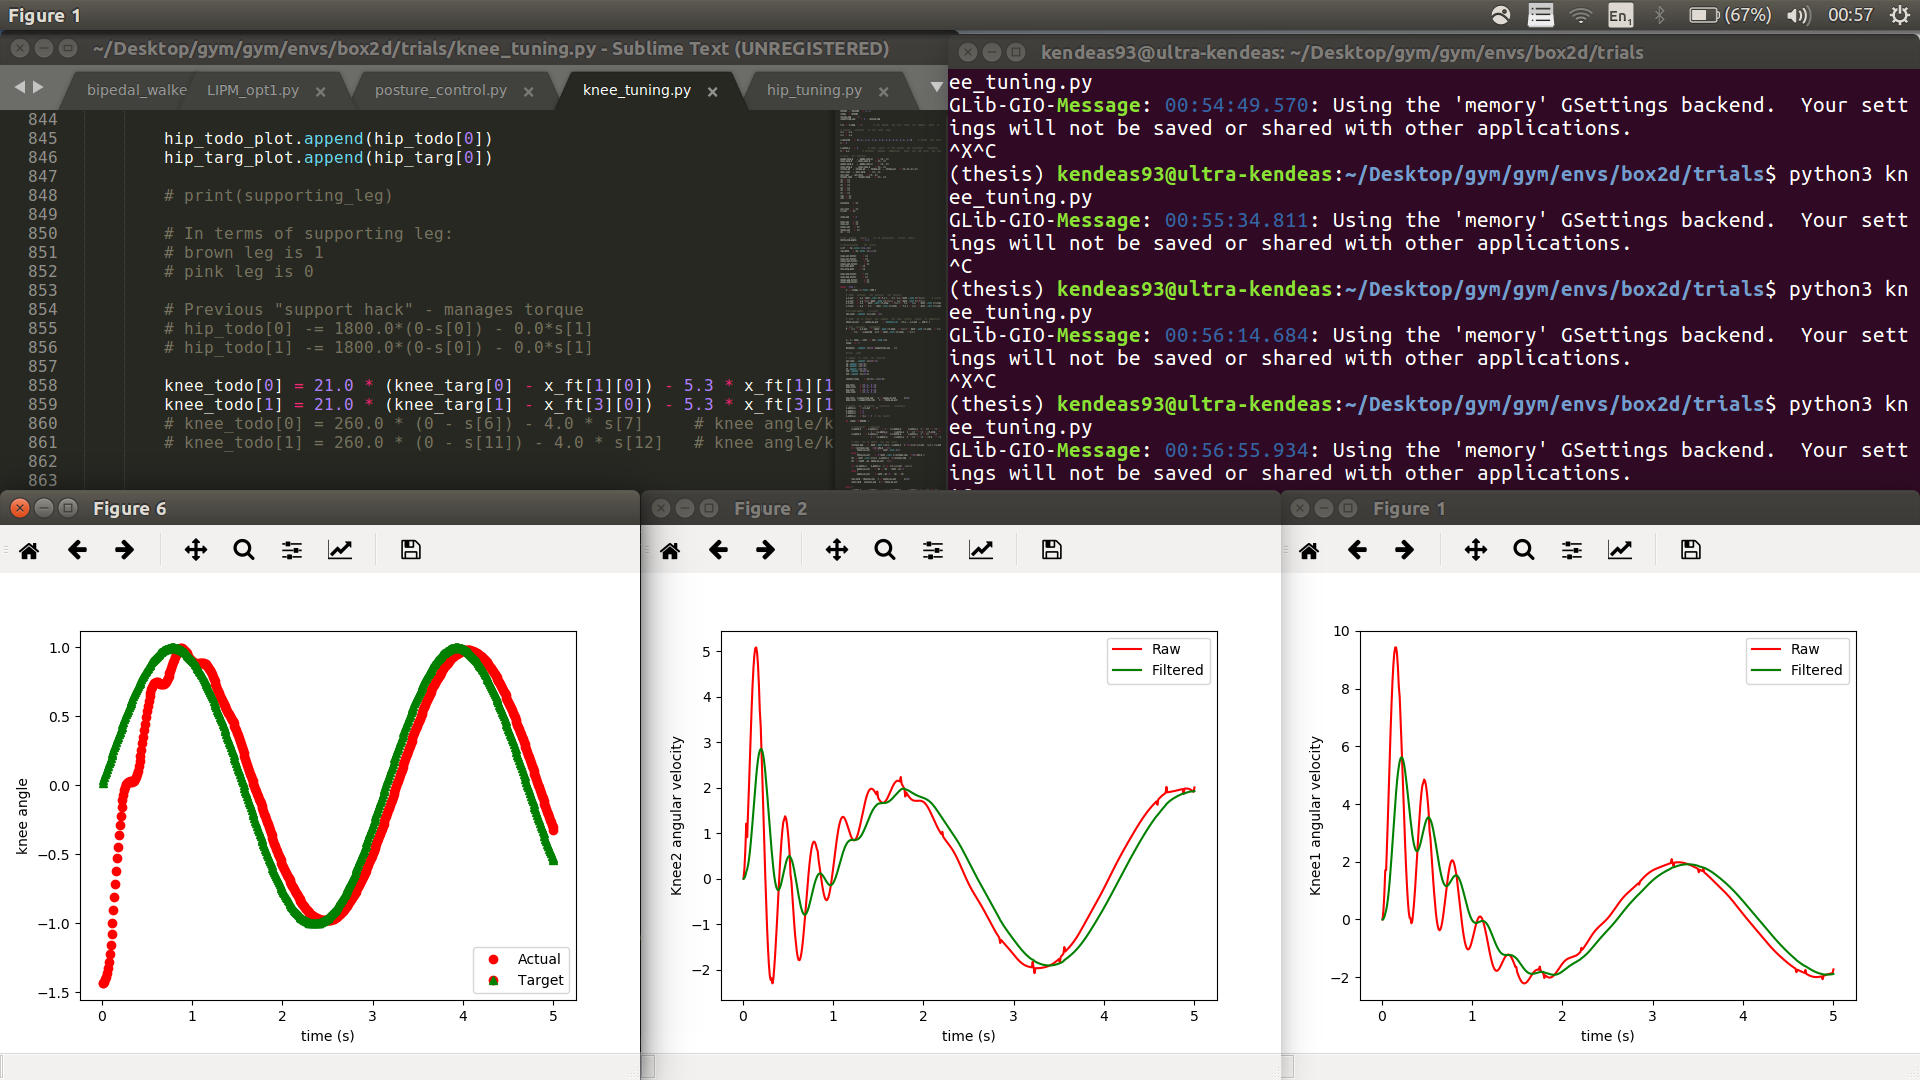 Figure 1
En1
(67%)
00:57
~/Desktop/gym/gym/envs/box2d/trials/knee_tuning.py - Sublime Text (UNREGISTERED)
bipedal_walke
LIPM_opt1.py
posture_control.py
knee_tuning.py
hip_tuning.py
844
845 hip_todo_plot.append(hip_todo[0])
846 hip_targ_plot.append(hip_targ[0])
847
848 # print(supporting_leg)
849
850 # In terms of supporting leg:
851 # brown leg is 1
852 # pink leg is 0
853
854 # Previous "support hack" - manages torque
855 # hip_todo[0] -= 1800.0*(0-s[0]) - 0.0*s[1]
856 # hip_todo[1] -= 1800.0*(0-s[0]) - 0.0*s[1]
857
858 knee_todo[0] = 21.0 * (knee_targ[0] - x_ft[1][0]) - 5.3 * x_ft[1][1
859 knee_todo[1] = 21.0 * (knee_targ[1] - x_ft[3][0]) - 5.3 * x_ft[3][1
860 # knee_todo[0] = 260.0 * (0 - s[6]) - 4.0 * s[7] # knee angle/k
861 # knee_todo[1] = 260.0 * (0 - s[11]) - 4.0 * s[12] # knee angle/k
862
863
kendeas93@ultra-kendeas: ~/Desktop/gym/gym/envs/box2d/trials
ee_tuning.py
GLib-GIO-Message: 00:54:49.570: Using the 'memory' GSettings backend.  Your sett
ings will not be saved or shared with other applications.
^X^C
(thesis) kendeas93@ultra-kendeas:~/Desktop/gym/gym/envs/box2d/trials$ python3 kn
ee_tuning.py
GLib-GIO-Message: 00:55:34.811: Using the 'memory' GSettings backend.  Your sett
ings will not be saved or shared with other applications.
^C
(thesis) kendeas93@ultra-kendeas:~/Desktop/gym/gym/envs/box2d/trials$ python3 kn
ee_tuning.py
GLib-GIO-Message: 00:56:14.684: Using the 'memory' GSettings backend.  Your sett
ings will not be saved or shared with other applications.
^X^C
(thesis) kendeas93@ultra-kendeas:~/Desktop/gym/gym/envs/box2d/trials$ python3 kn
ee_tuning.py
GLib-GIO-Message: 00:56:55.934: Using the 'memory' GSettings backend.  Your sett
ings will not be saved or shared with other applications.
Figure 6
1.0
0.5
0.0
−0.5
−1.0
−1.5
knee angle
Actual
Target
0 1 2 3 4 5
time (s)
Figure 2
5
4
3
2
1
0
−1
−2
Knee2 angular velocity
Raw
Filtered
0 1 2 3 4 5
time (s)
Figure 1
10
8
6
4
2
0
−2
Knee1 angular velocity
Raw
Filtered
0 1 2 3 4 5
time (s)